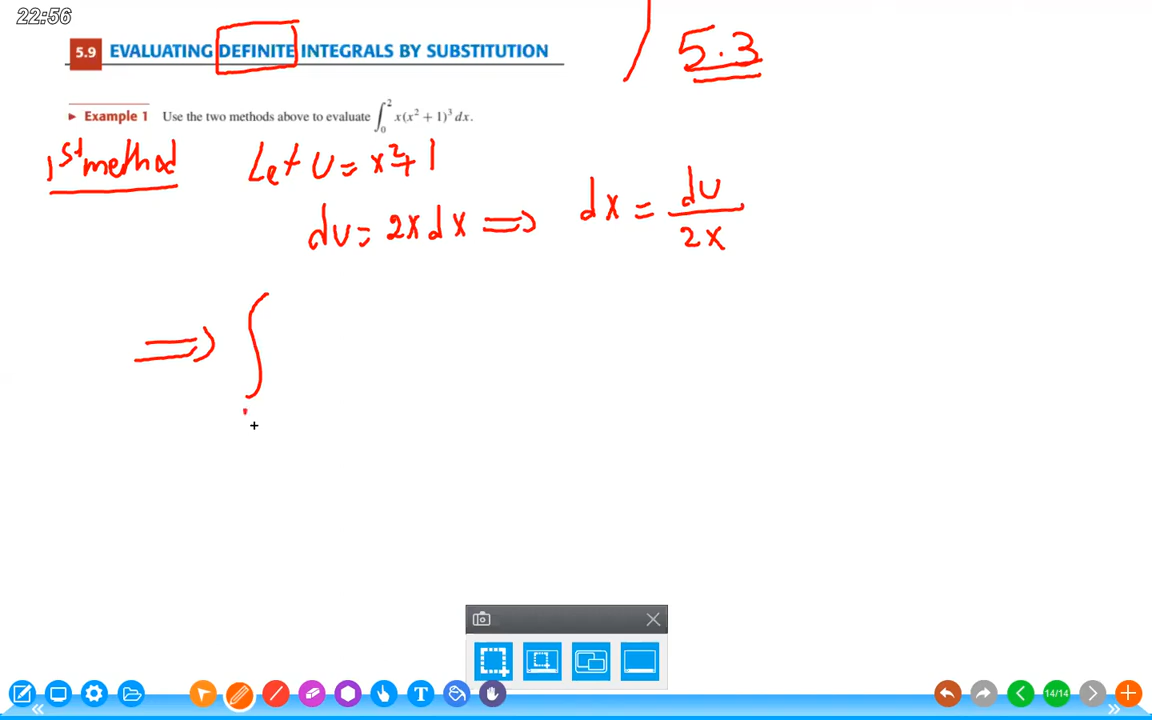 22:56
5.3
5.9 EVALUATING DEFINITE INTEGRALS BY SUBSTITUTION
► Example 1 Use the two methods above to evaluate ∫₀² x(x² + 1)³ dx.
1st method Let U = x² + 1
dU = 2x dx ⟹ dx = dU / 2x
⟹ ∫
14/14